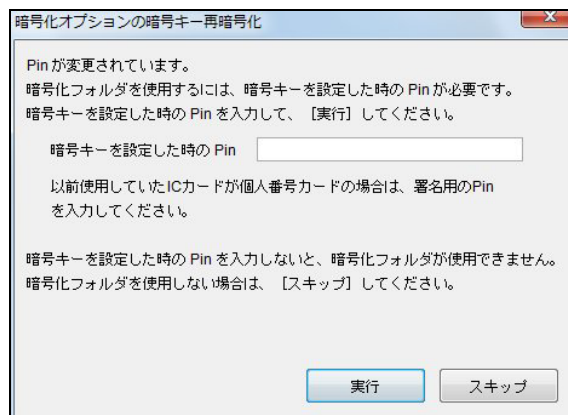 暗号化オプションの暗号キー再暗号化
Pinが変更されています。
暗号化フォルダを使用するには、暗号キーを設定した時の Pin が必要です。
暗号キーを設定した時の Pin を入力して、［実行］してください。
暗号キーを設定した時の Pin
以前使用していたICカードが個人番号カードの場合は、署名用のPin
を入力してください。
暗号キーを設定した時の Pin を入力しないと、暗号化フォルダが使用できません。
暗号化フォルダを使用しない場合は、［スキップ］してください。
実行
スキップ